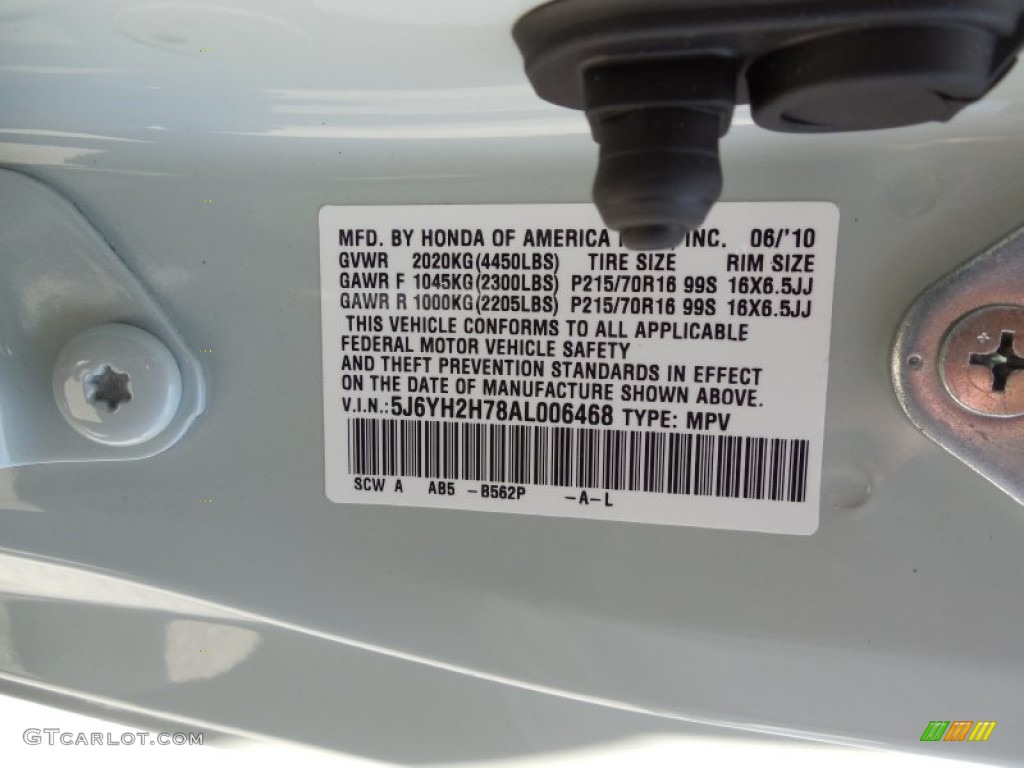 MFD. BY HONDA OF AMERICA INC. 06/'10
GVWR 2020KG(4450LBS) TIRE SIZE RIM SIZE
GAWR F 1045KG(2300LBS) P215/70R16 99S 16X6.5JJ
GAWR R 1000KG(2205LBS) P215/70R16 99S 16X6.5JJ
THIS VEHICLE CONFORMS TO ALL APPLICABLE
FEDERAL MOTOR VEHICLE SAFETY
AND THEFT PREVENTION STANDARDS IN EFFECT
ON THE DATE OF MANUFACTURE SHOWN ABOVE.
V.I.N.:5J6YH2H78AL006468 TYPE: MPV
SCW A AB5 -B562P -A-L
GTCARLOT.COM